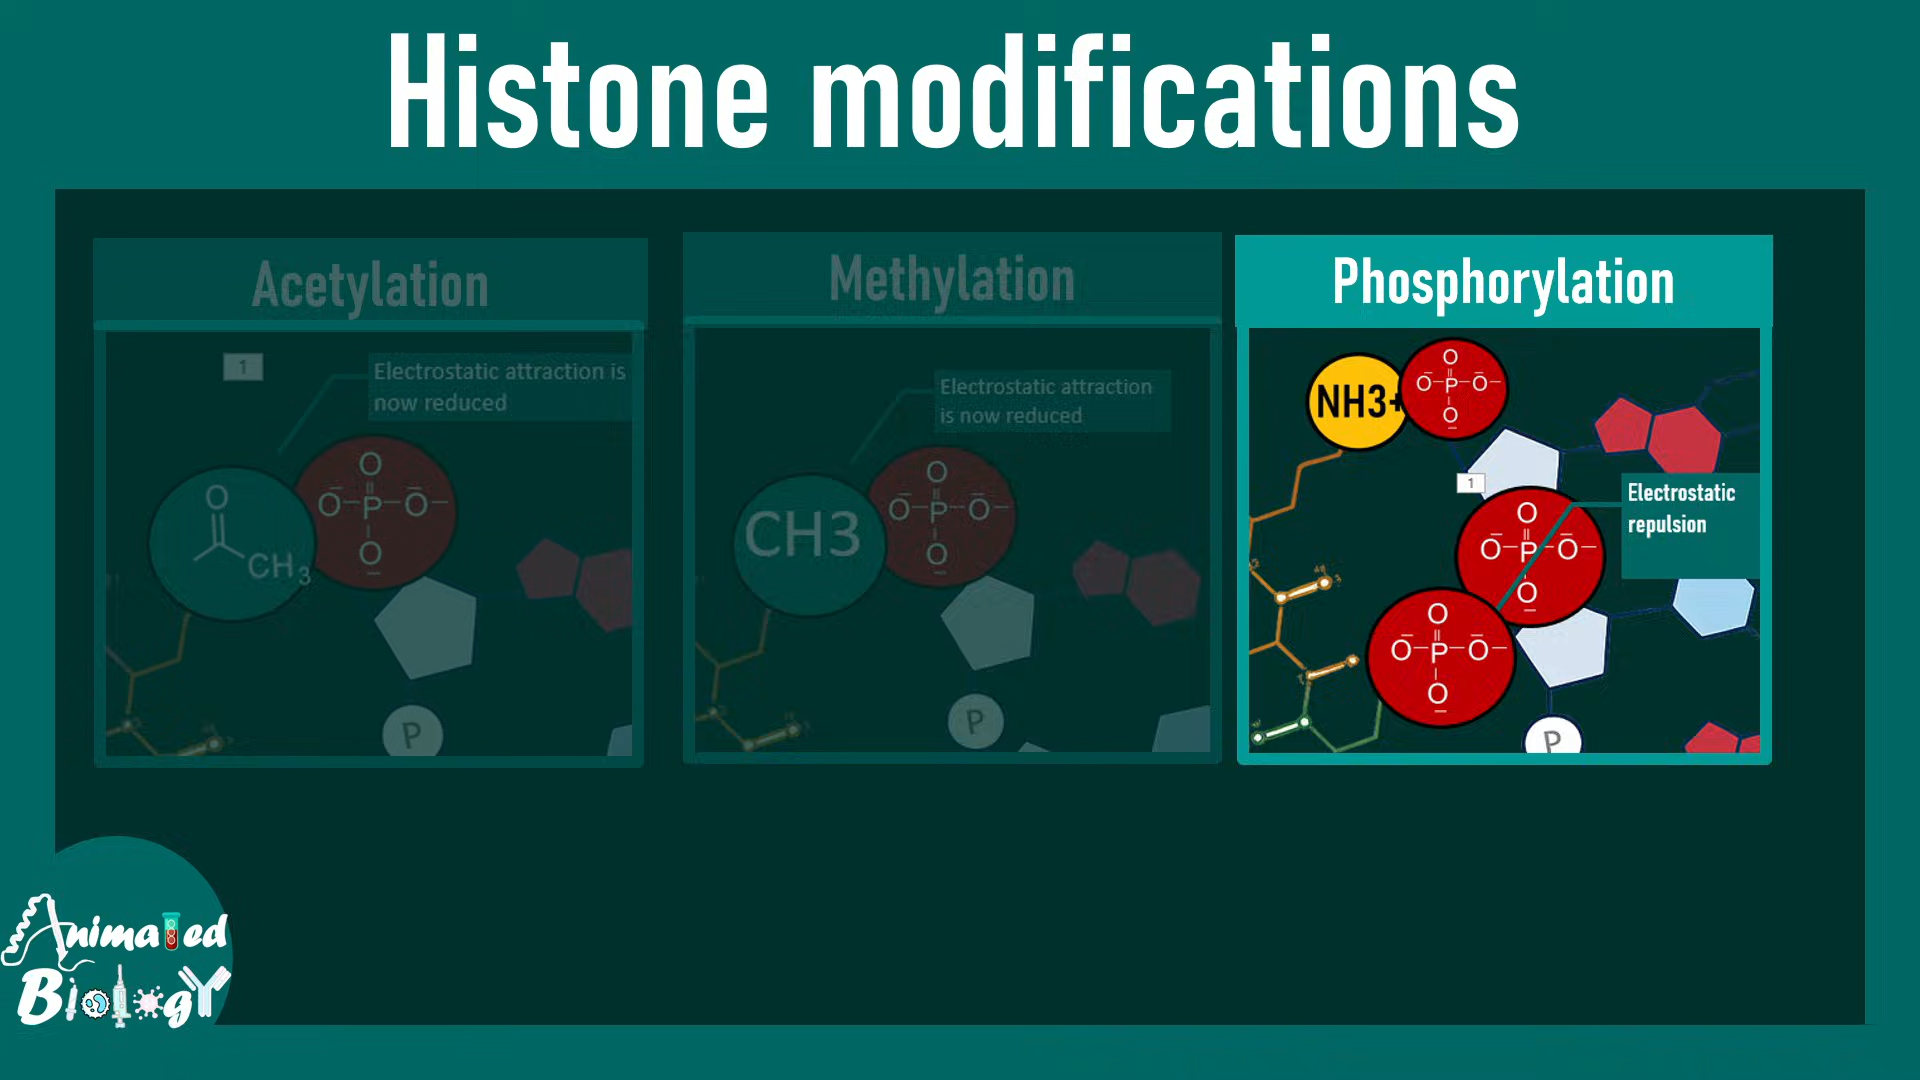 Histone modifications
Acetylation
1
Electrostatic attraction is
now reduced
O
O – P – O –
O
CH3
P
Methylation
Electrostatic attraction
is now reduced
O
O – P – O –
O
CH3
P
Phosphorylation
NH3+
O
O – P – O –
O
1
Electrostatic
repulsion
O
O – P – O –
O
O
O – P – O –
O
P
Animated
Biology